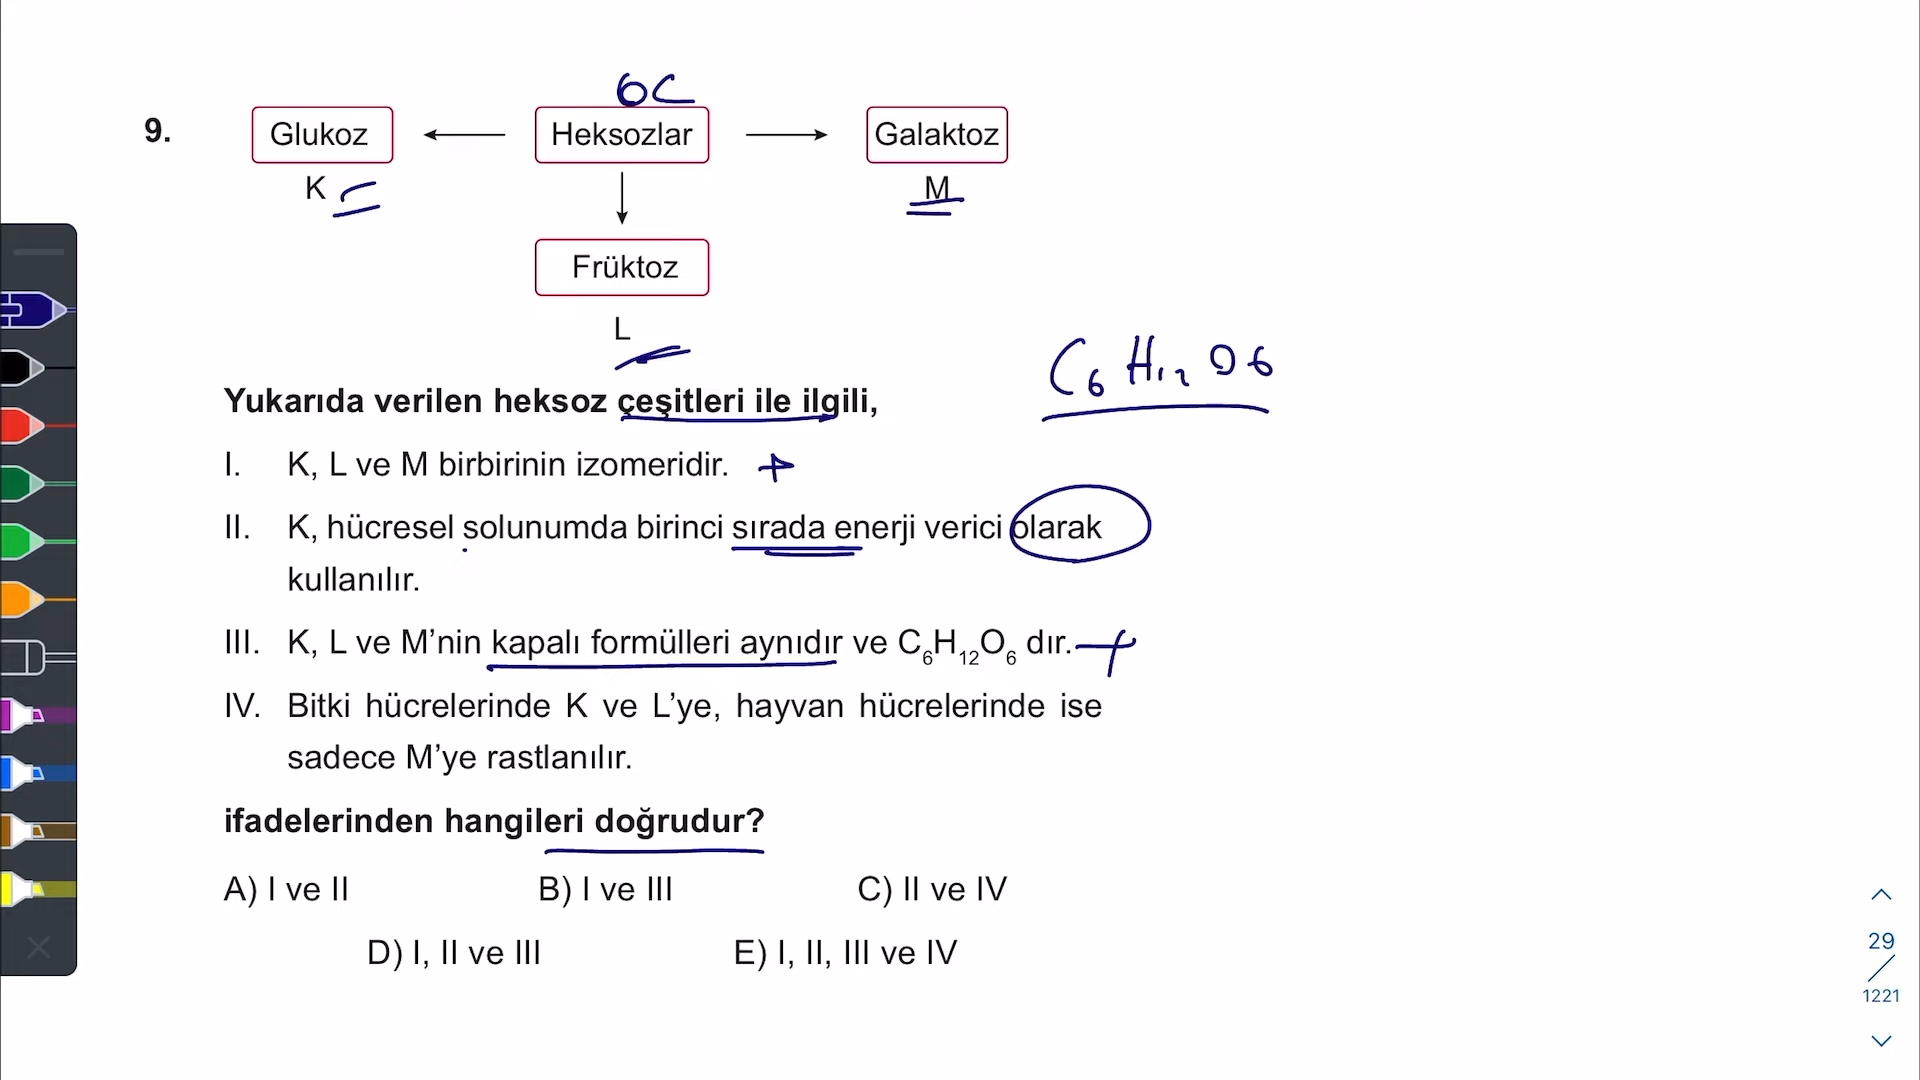 6C
9. Glukoz Heksozlar Galaktoz
K M
Früktoz
L
C6 H12 O6
Yukarıda verilen heksoz çeşitleri ile ilgili,
I. K, L ve M birbirinin izomeridir. +
II. K, hücresel solunumda birinci sırada enerji verici olarak
kullanılır.
III. K, L ve M’nin kapalı formülleri aynıdır ve C6H12O6 dır. +
IV. Bitki hücrelerinde K ve L’ye, hayvan hücrelerinde ise
sadece M’ye rastlanılır.
ifadelerinden hangileri doğrudur?
A) I ve II B) I ve III C) II ve IV
D) I, II ve III E) I, II, III ve IV
29
1221